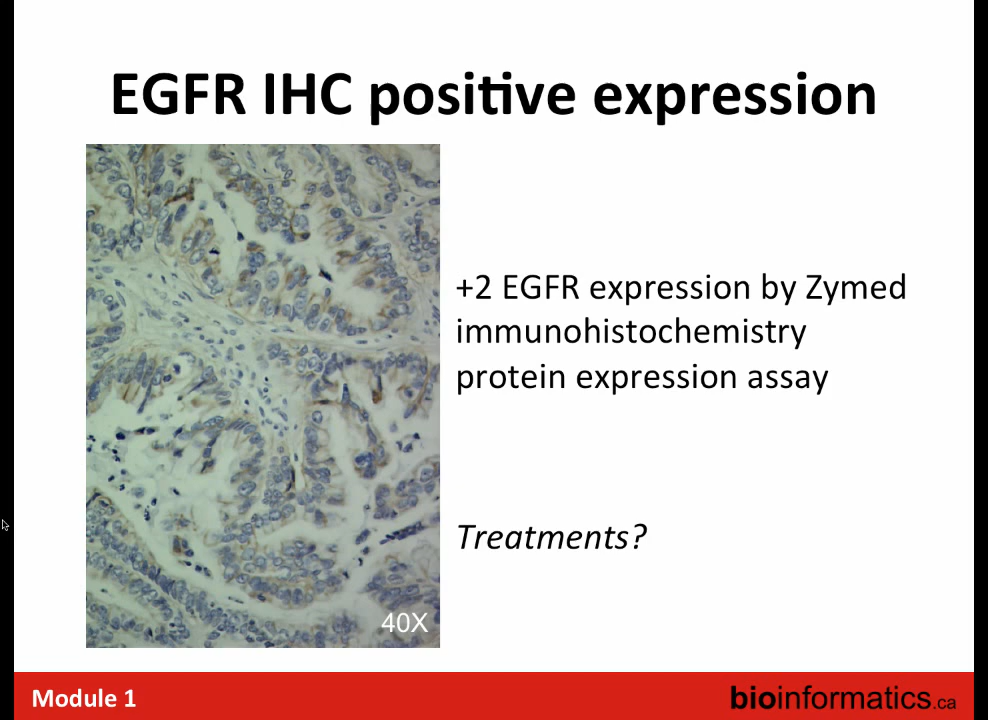 EGFR IHC positive expression
+2 EGFR expression by Zymed
immunohistochemistry
protein expression assay
Treatments?
40X
Module 1
bioinformatics.ca